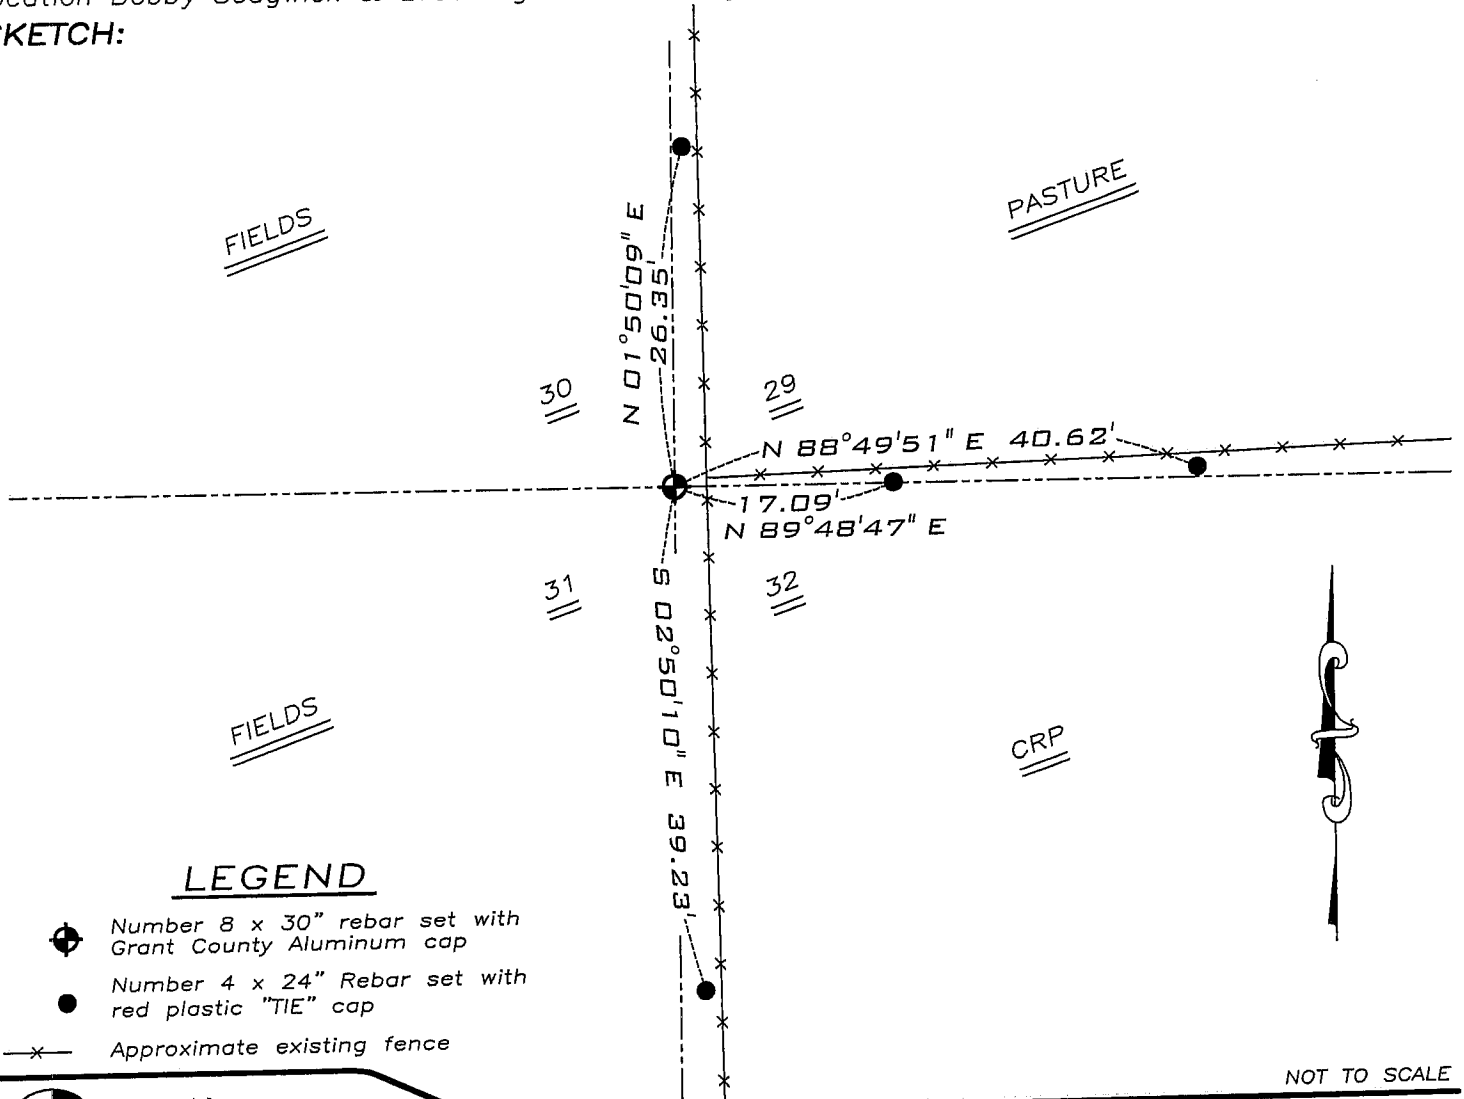 SKETCH:
FIELDS
PASTURE
N 01°50'09" E
26.35'
30
29
N 88°49'51" E 40.62'
17.09'
N 89°48'47" E
31
32
S 02°50'10" E 39.23'
FIELDS
CRP
LEGEND
Number 8 x 30" rebar set with
Grant County Aluminum cap
Number 4 x 24" Rebar set with
red plastic "TIE" cap
Approximate existing fence
NOT TO SCALE